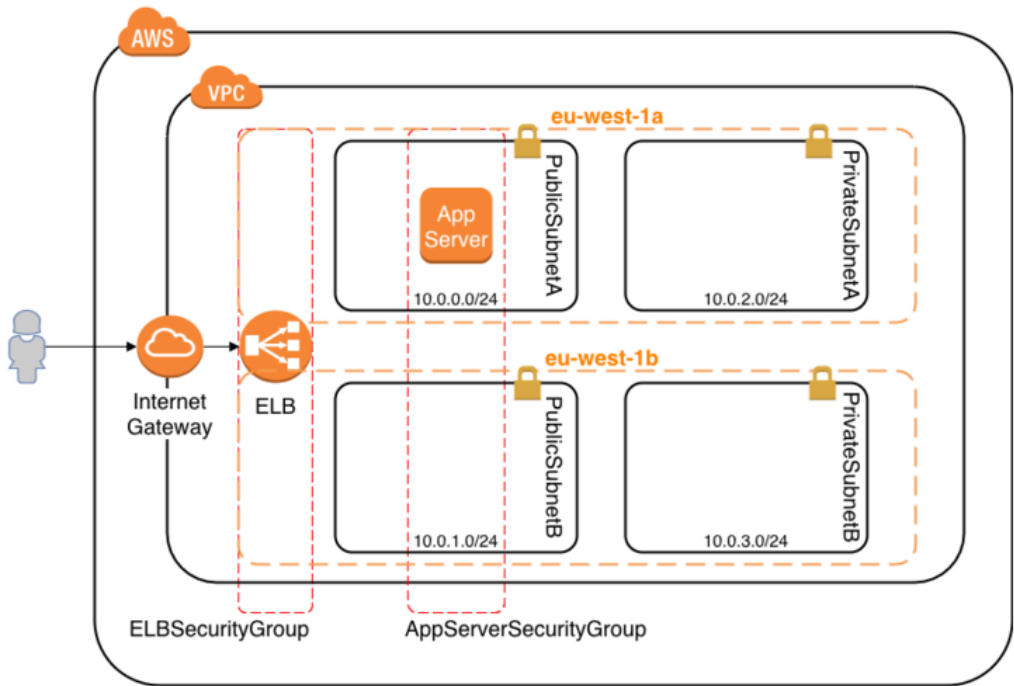 AWS
VPC
eu-west-1a
PublicSubnetA
PrivateSubnetA
App
Server
10.0.0.0/24
10.0.2.0/24
eu-west-1b
Internet
Gateway
ELB
PublicSubnetB
PrivateSubnetB
10.0.1.0/24
10.0.3.0/24
ELBSecurityGroup
AppServerSecurityGroup